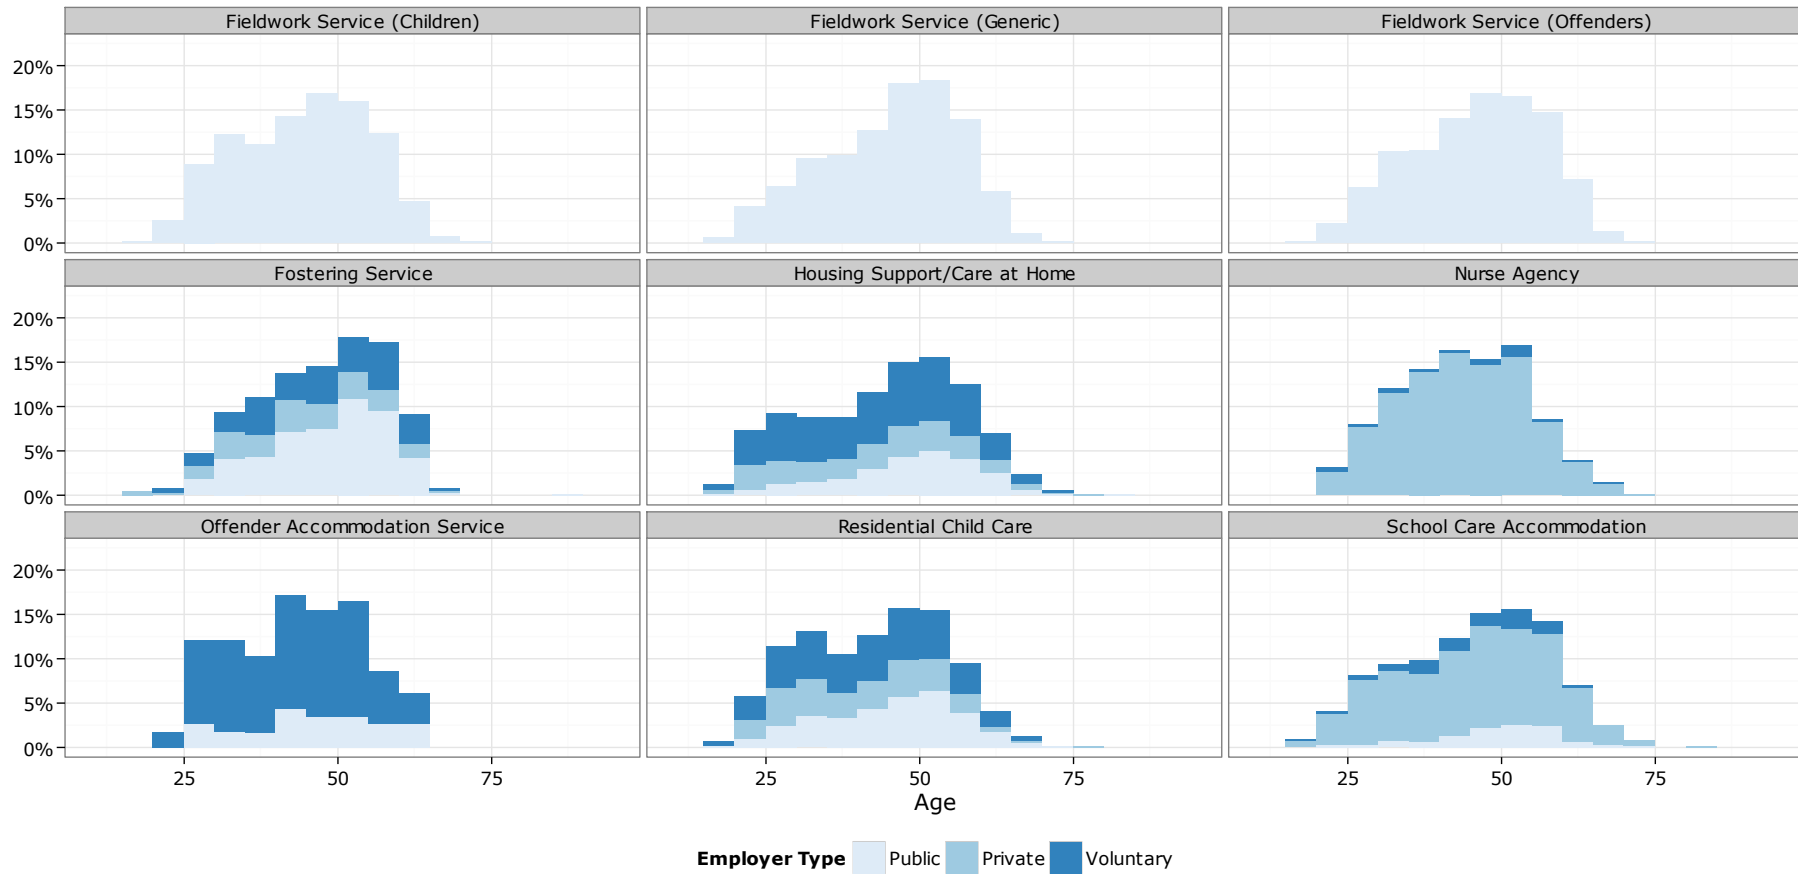 Fieldwork Service (Children) Fieldwork Service (Generic) Fieldwork Service (Offenders)
20%
15%
10%
5%
0%
Fostering Service Housing Support/Care at Home Nurse Agency
20%
15%
10%
5%
0%
Offender Accommodation Service Residential Child Care School Care Accommodation
20%
15%
10%
5%
0%
25 50 75 25 50 75 25 50 75
Age
Employer Type Public Private Voluntary